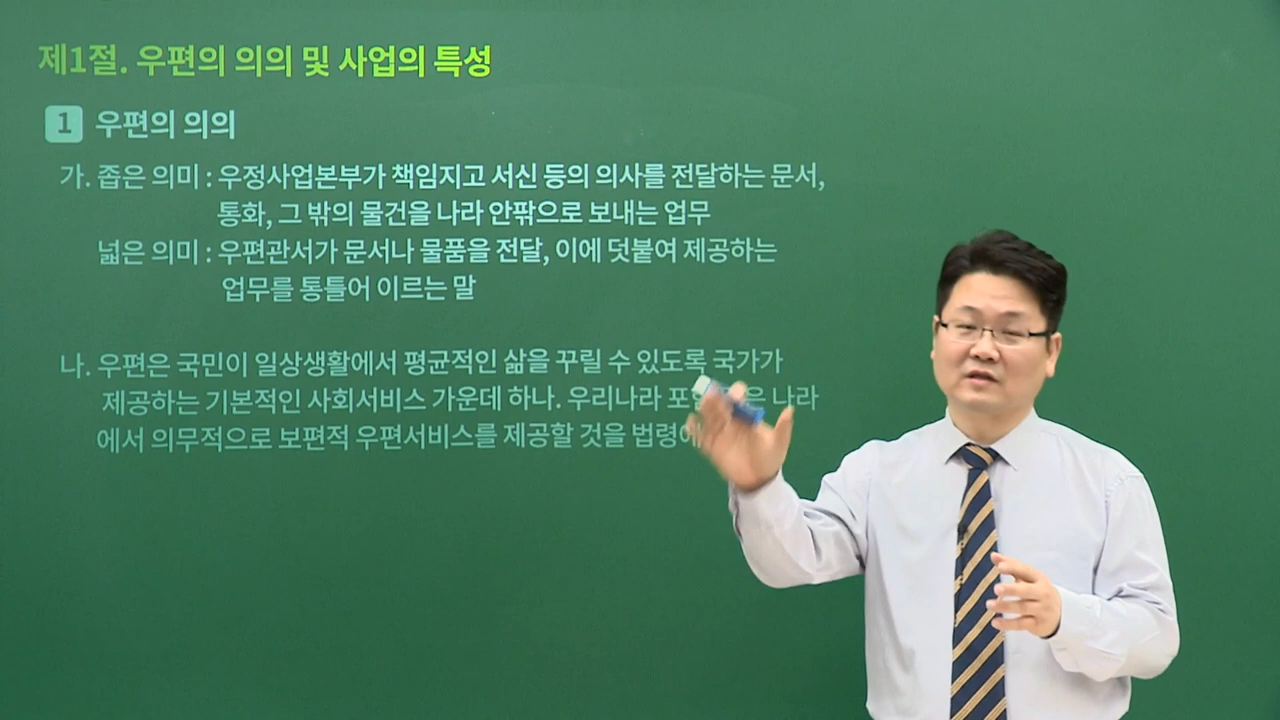 제1절. 우편의 의의 및 사업의 특성
1 우편의 의의
가. 좁은 의미 : 우정사업본부가 책임지고 서신 등의 의사를 전달하는 문서,
통화, 그 밖의 물건을 나라 안팎으로 보내는 업무
넓은 의미 : 우편관서가 문서나 물품을 전달, 이에 덧붙여 제공하는
업무를 통틀어 이르는 말
나. 우편은 국민이 일상생활에서 평균적인 삶을 꾸릴 수 있도록 국가가
제공하는 기본적인 사회서비스 가운데 하나. 우리나라 나라
에서 의무적으로 보편적 우편서비스를 제공할 것을